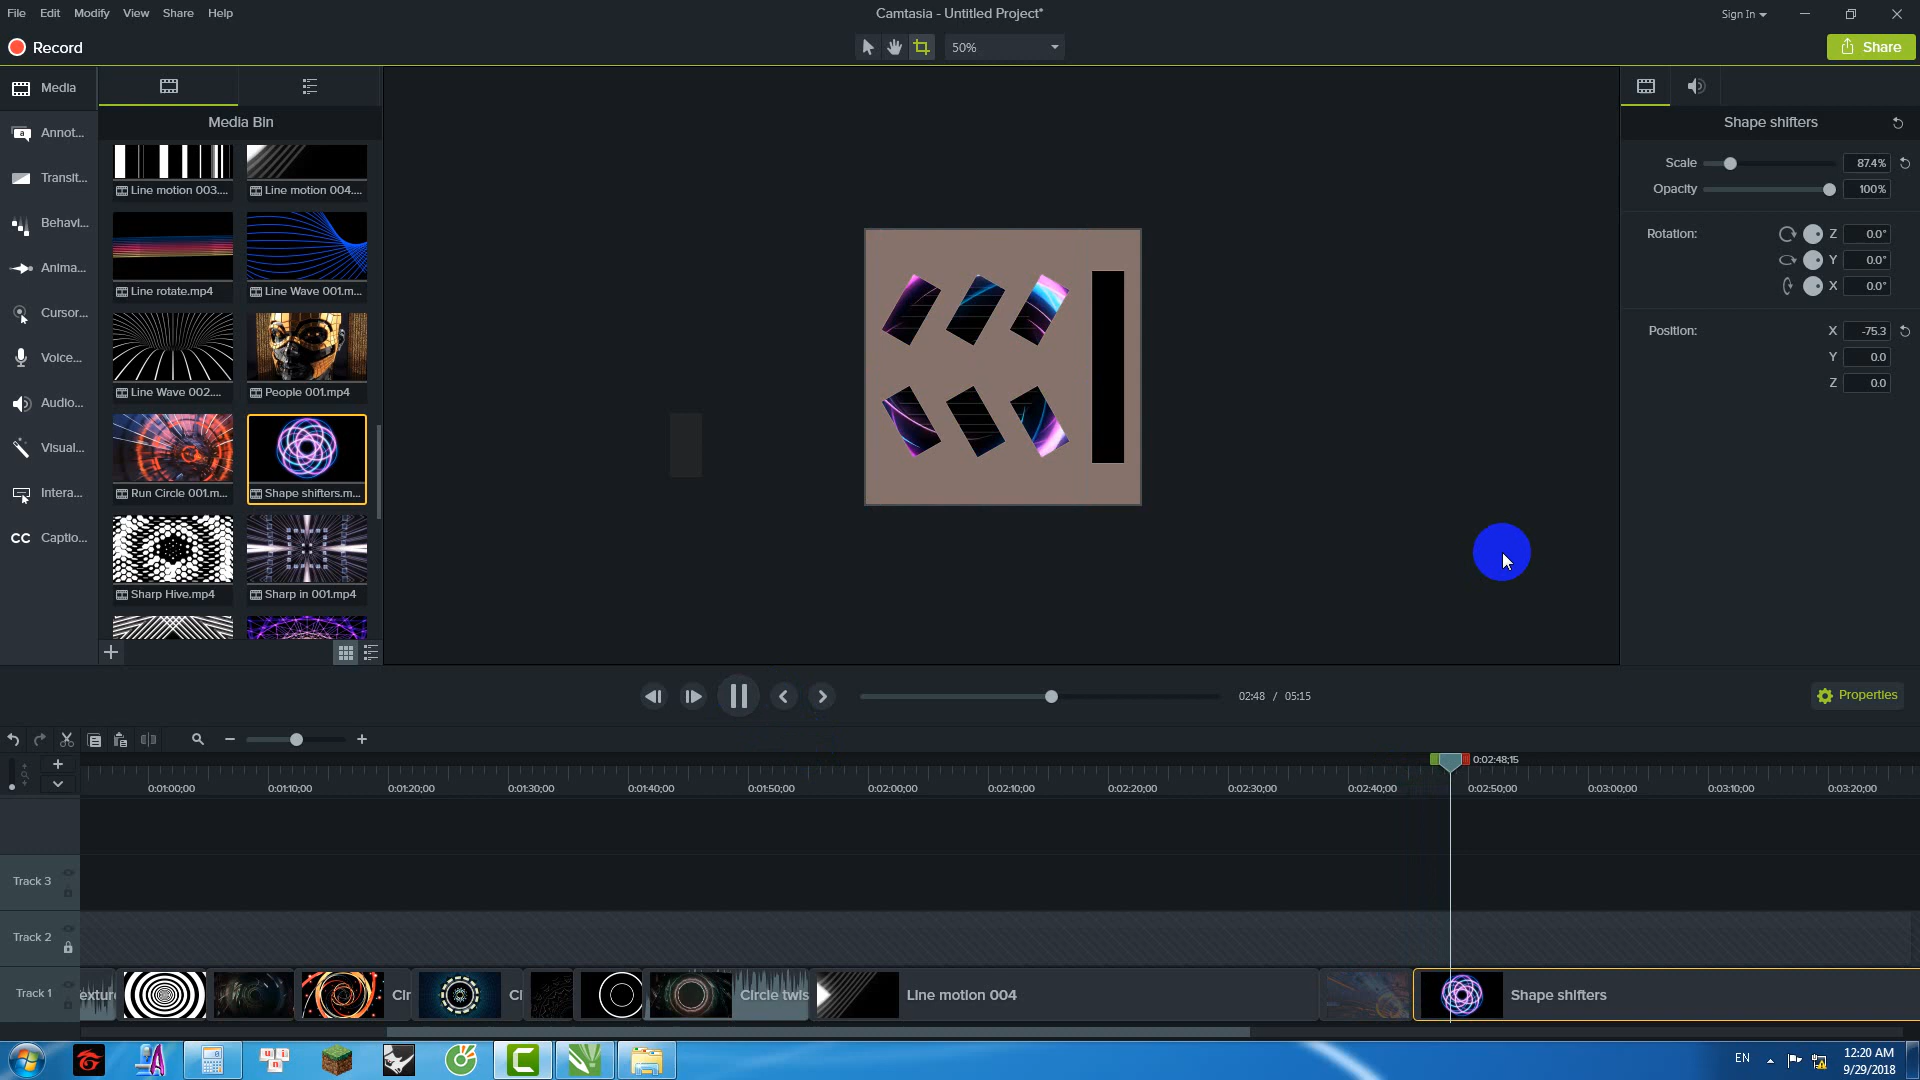 File Edit Modify View Share Help
Camtasia - Untitled Project*
Sign In
Record
50%
Share
Media
Annot...
Transit...
Behavi...
Anima...
Cursor...
Voice...
Audio...
Visual...
Intera...
CC Captio...
Media Bin
Line motion 003....
Line motion 004....
Line rotate.mp4
Line Wave 001.m...
Line Wave 002....
People 001.mp4
Run Circle 001.m...
Shape shifters.m...
Sharp Hive.mp4
Sharp in 001.mp4
Shape shifters
Scale 87.4%
Opacity 100%
Rotation: Z 0.0°
Y 0.0°
X 0.0°
Position: X -75.3
Y 0.0
Z 0.0
02:48 / 05:15
Properties
0:02:48;15
0:01:00;00 0:01:10;00 0:01:20;00 0:01:30;00 0:01:40;00 0:01:50;00 0:02:00;00 0:02:10;00 0:02:20;00 0:02:30;00 0:02:40;00 0:02:50;00 0:03:00;00 0:03:10;00 0:03:20;00
Track 3
Track 2
Track 1
extur Cir Ci Circle twis Line motion 004 Shape shifters
EN
12:20 AM
9/29/2018